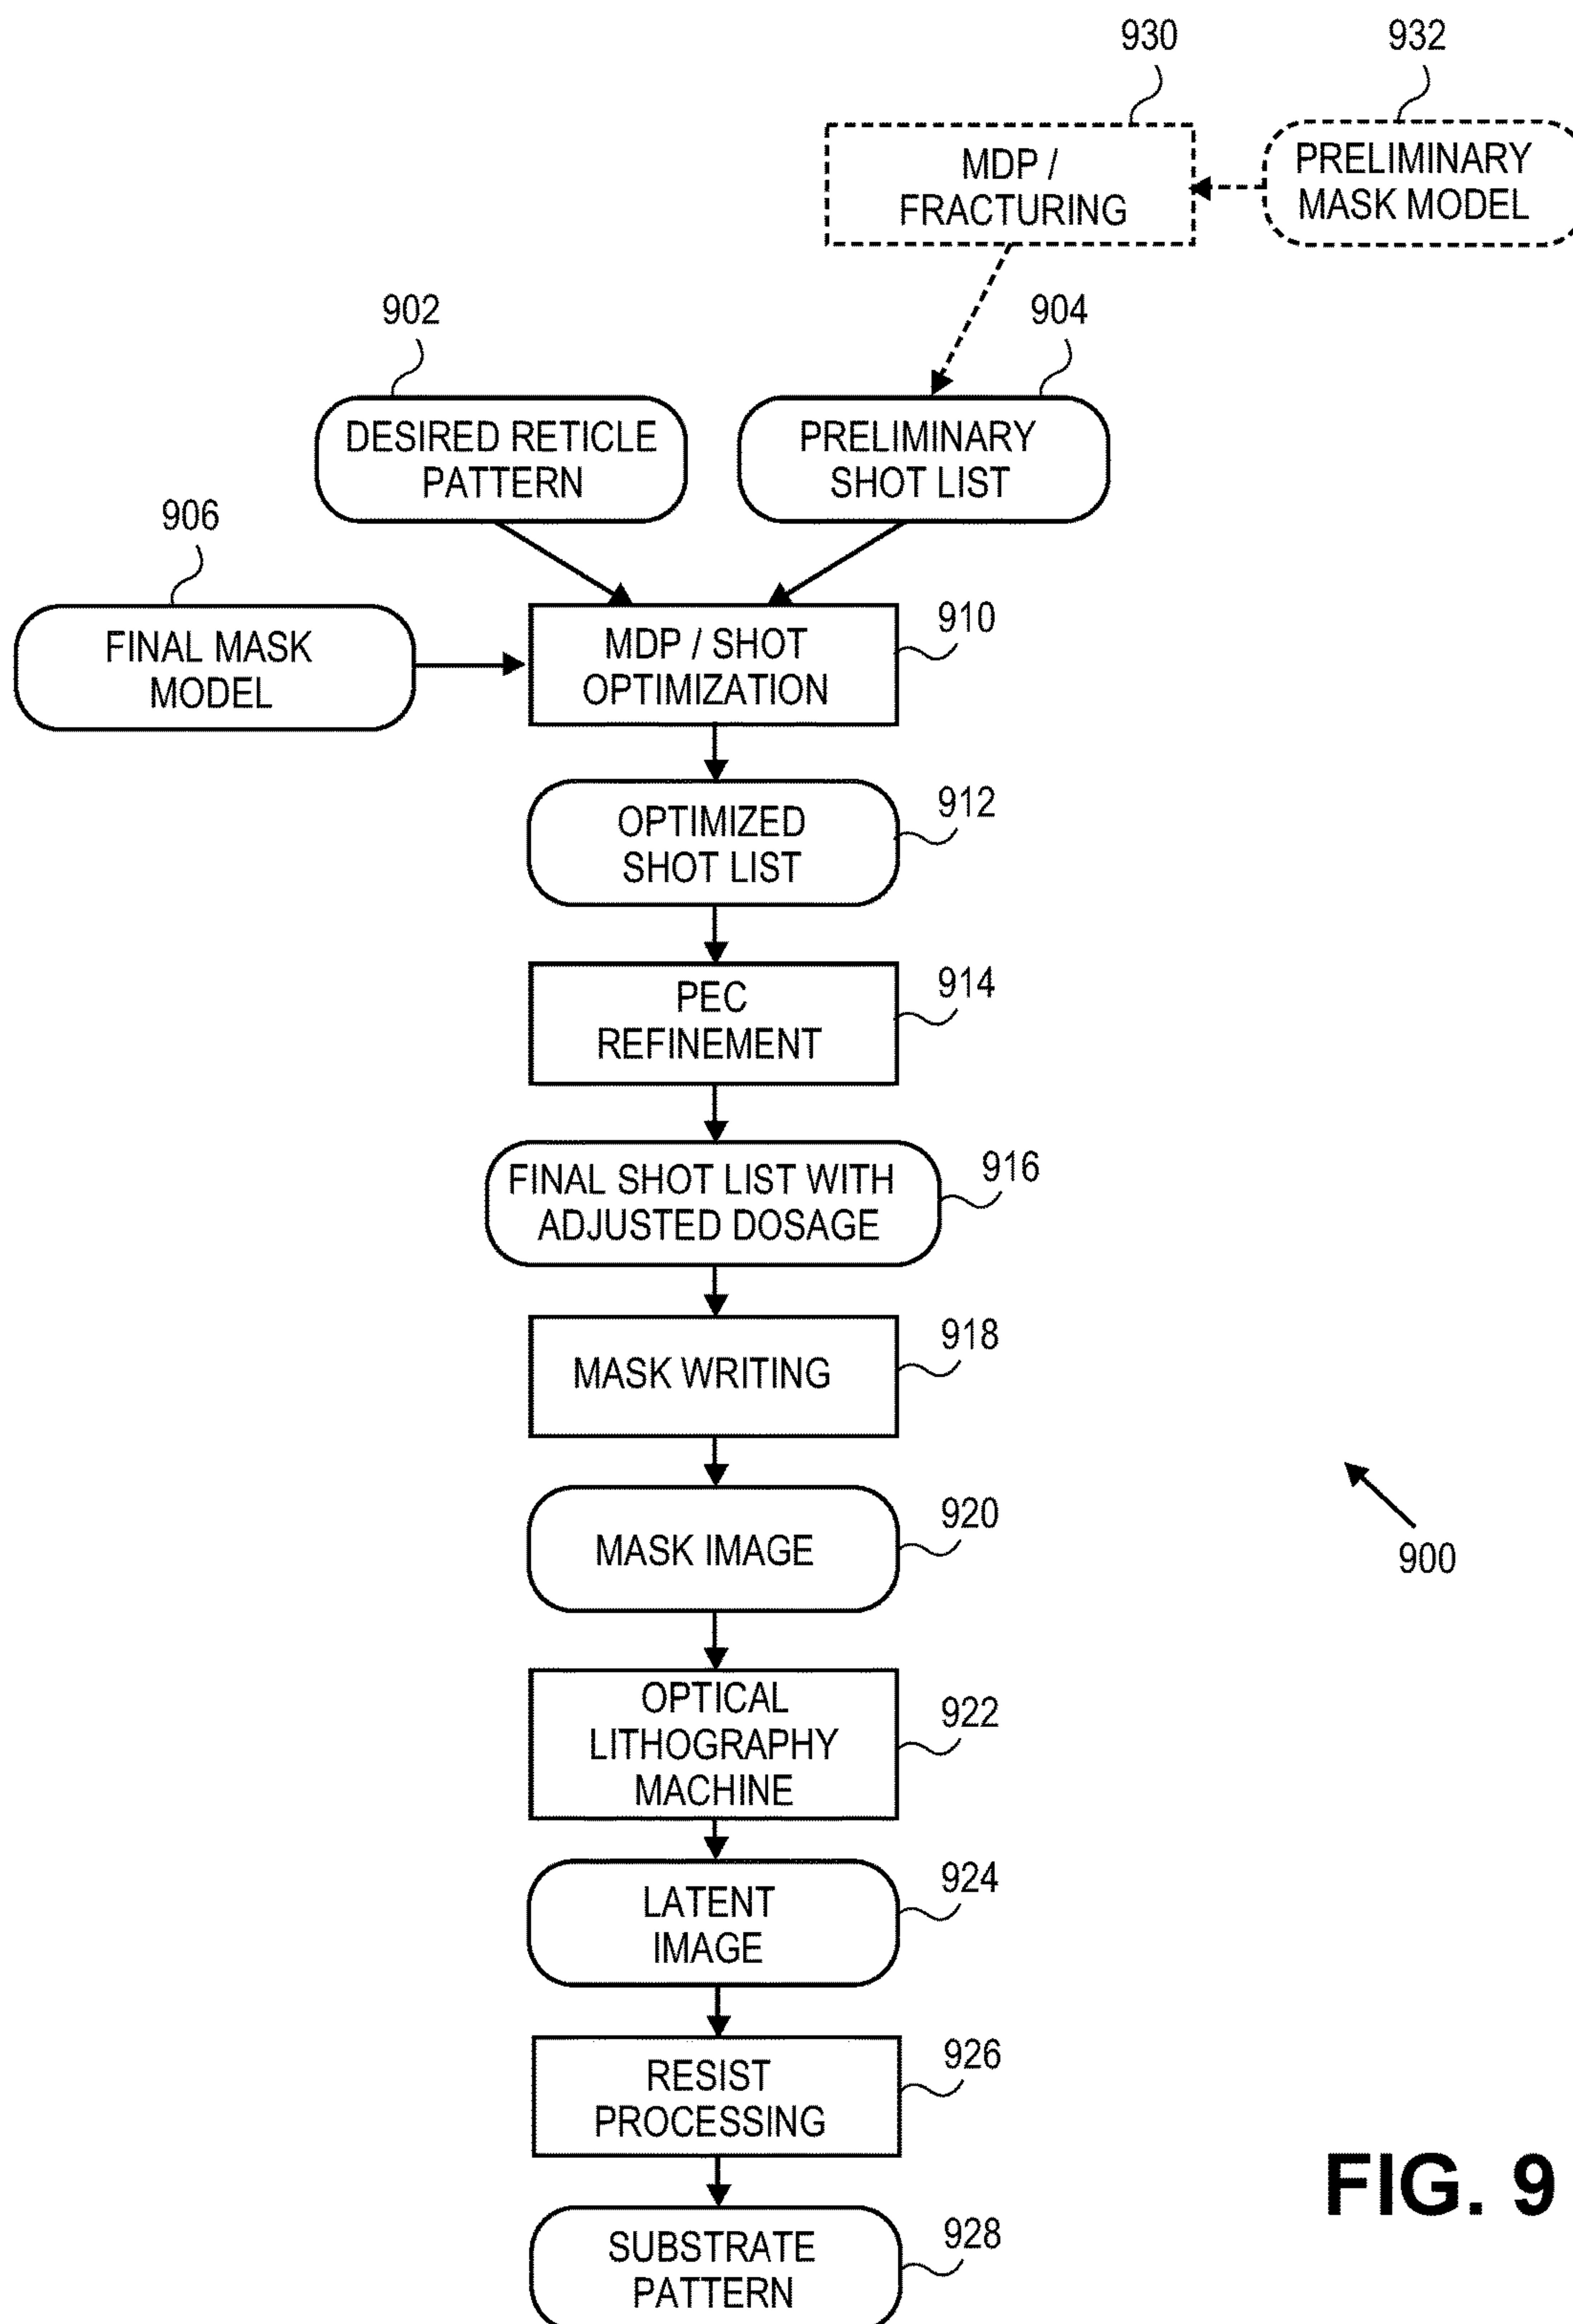 930
932
MDP /
FRACTURING
PRELIMINARY
MASK MODEL
902
904
DESIRED RETICLE
PATTERN
PRELIMINARY
SHOT LIST
906
FINAL MASK
MODEL
MDP / SHOT
OPTIMIZATION
910
OPTIMIZED
SHOT LIST
912
PEC
REFINEMENT
914
FINAL SHOT LIST WITH
ADJUSTED DOSAGE
916
MASK WRITING
918
MASK IMAGE
920
900
OPTICAL
LITHOGRAPHY
MACHINE
922
LATENT
IMAGE
924
RESIST
PROCESSING
926
SUBSTRATE
PATTERN
928
FIG. 9